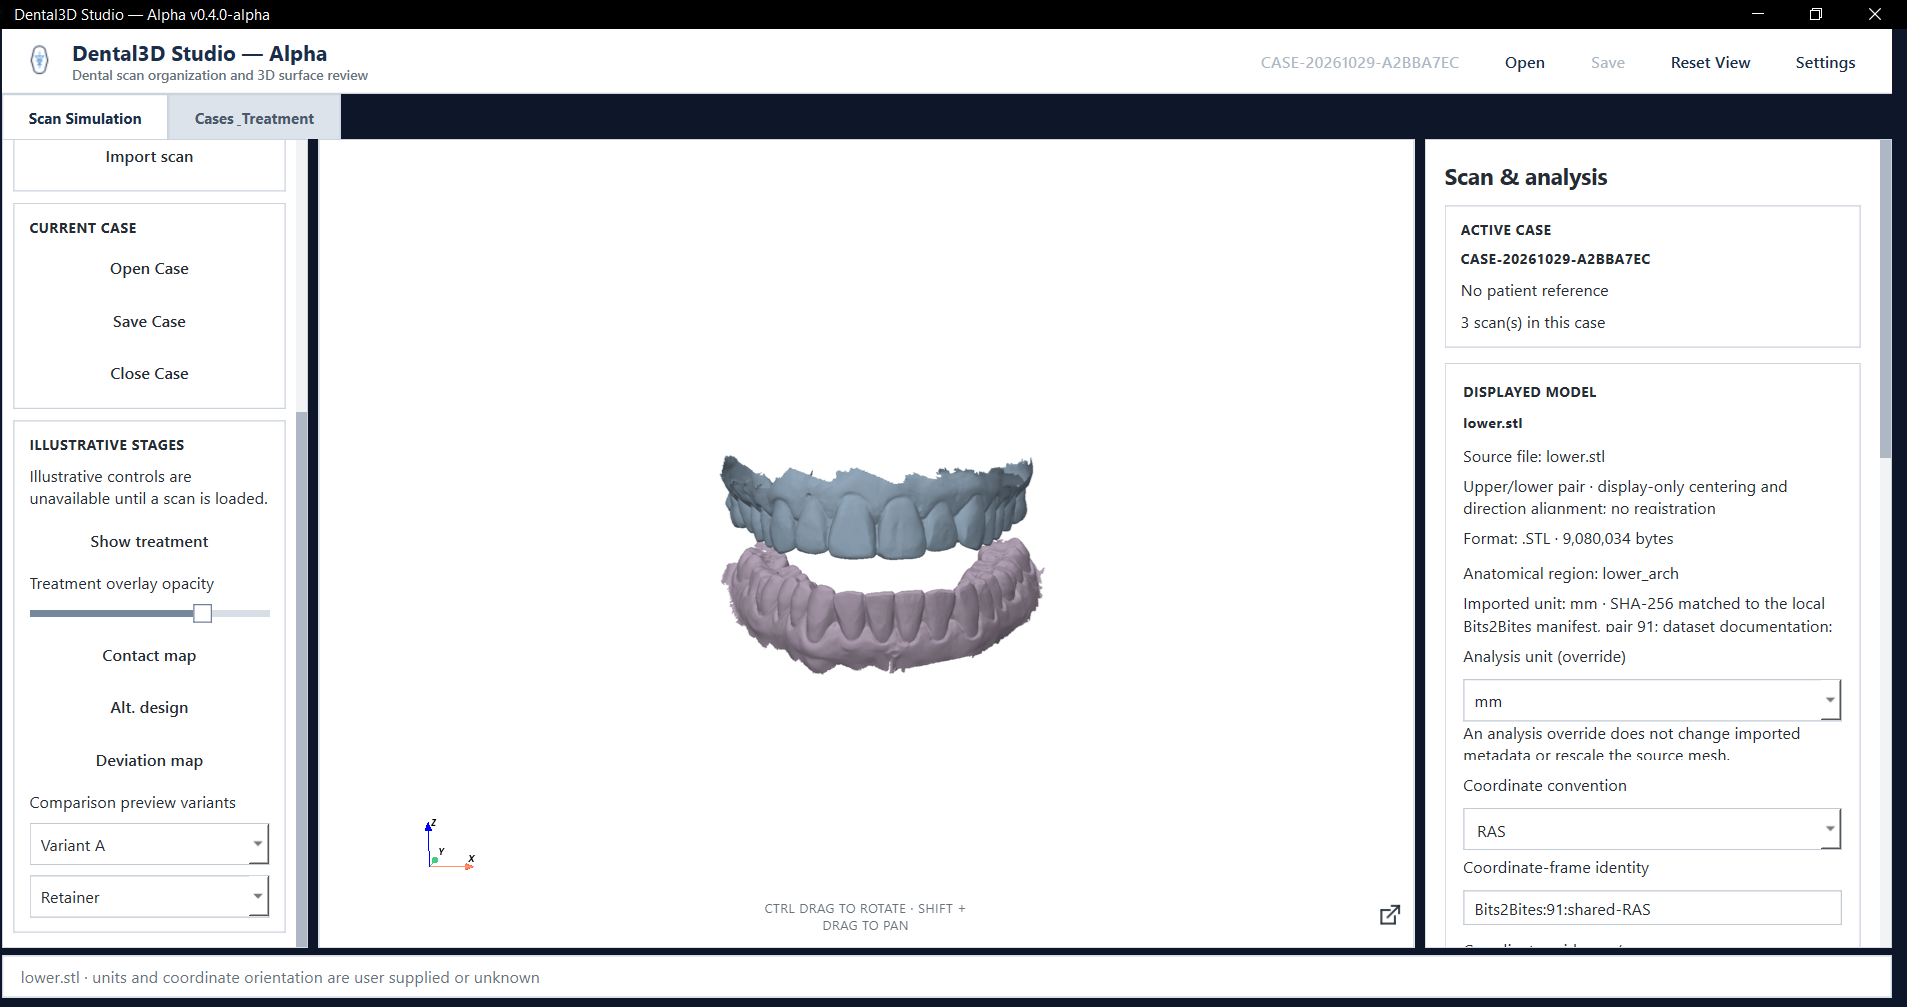 Dental3D Studio — Alpha v0.4.0-alpha
Dental3D Studio — Alpha
Dental scan organization and 3D surface review
CASE-20261029-A2BBA7EC
Open
Save
Reset View
Settings
Scan Simulation
Cases_Treatment
Import scan
CURRENT CASE
Open Case
Save Case
Close Case
ILLUSTRATIVE STAGES
Illustrative controls are
unavailable until a scan is loaded.
Show treatment
Treatment overlay opacity
Contact map
Alt. design
Deviation map
Comparison preview variants
Variant A
Retainer
Z
Y
X
CTRL DRAG TO ROTATE · SHIFT +
DRAG TO PAN
Scan & analysis
ACTIVE CASE
CASE-20261029-A2BBA7EC
No patient reference
3 scan(s) in this case
DISPLAYED MODEL
lower.stl
Source file: lower.stl
Upper/lower pair · display-only centering and
direction alignment; no registration
Format: .STL · 9,080,034 bytes
Anatomical region: lower_arch
Imported unit: mm · SHA-256 matched to the local
Bits2Bites manifest, pair 91; dataset documentation:
Analysis unit (override)
mm
An analysis override does not change imported
metadata or rescale the source mesh.
Coordinate convention
RAS
Coordinate-frame identity
Bits2Bites:91:shared-RAS
lower.stl · units and coordinate orientation are user supplied or unknown